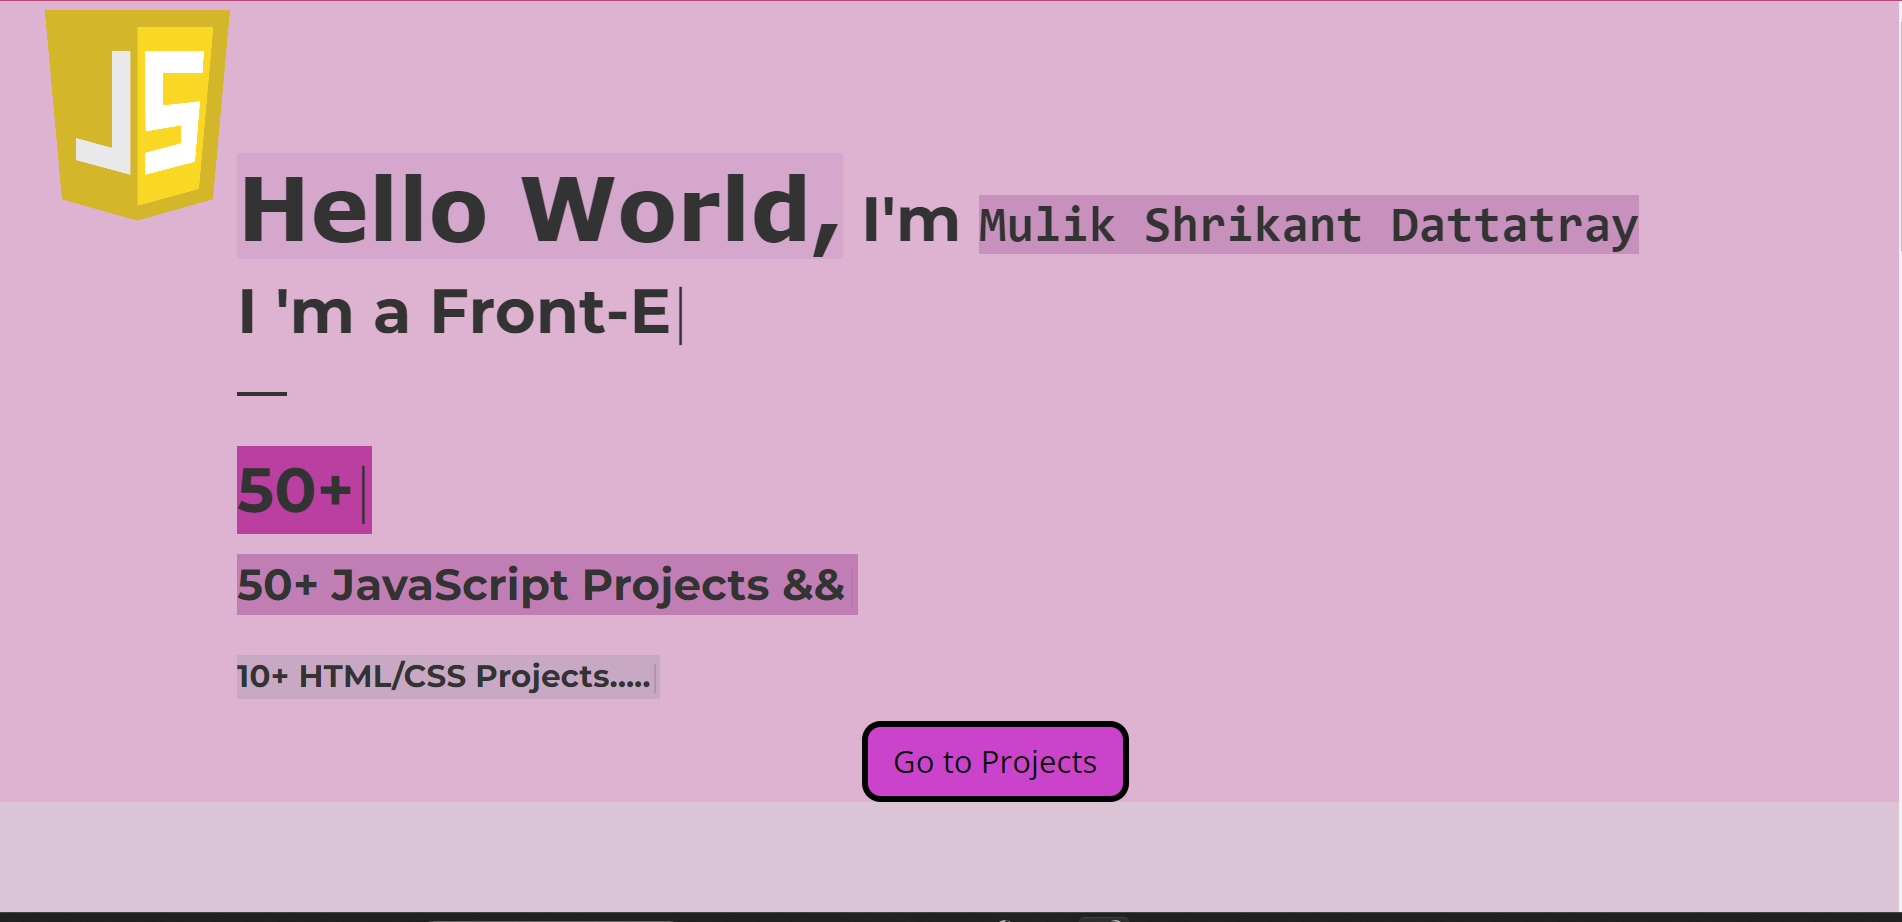 JS
Hello World, I'm Mulik Shrikant Dattatray
I 'm a Front-E
50+
50+ JavaScript Projects &&
10+ HTML/CSS Projects.....
Go to Projects